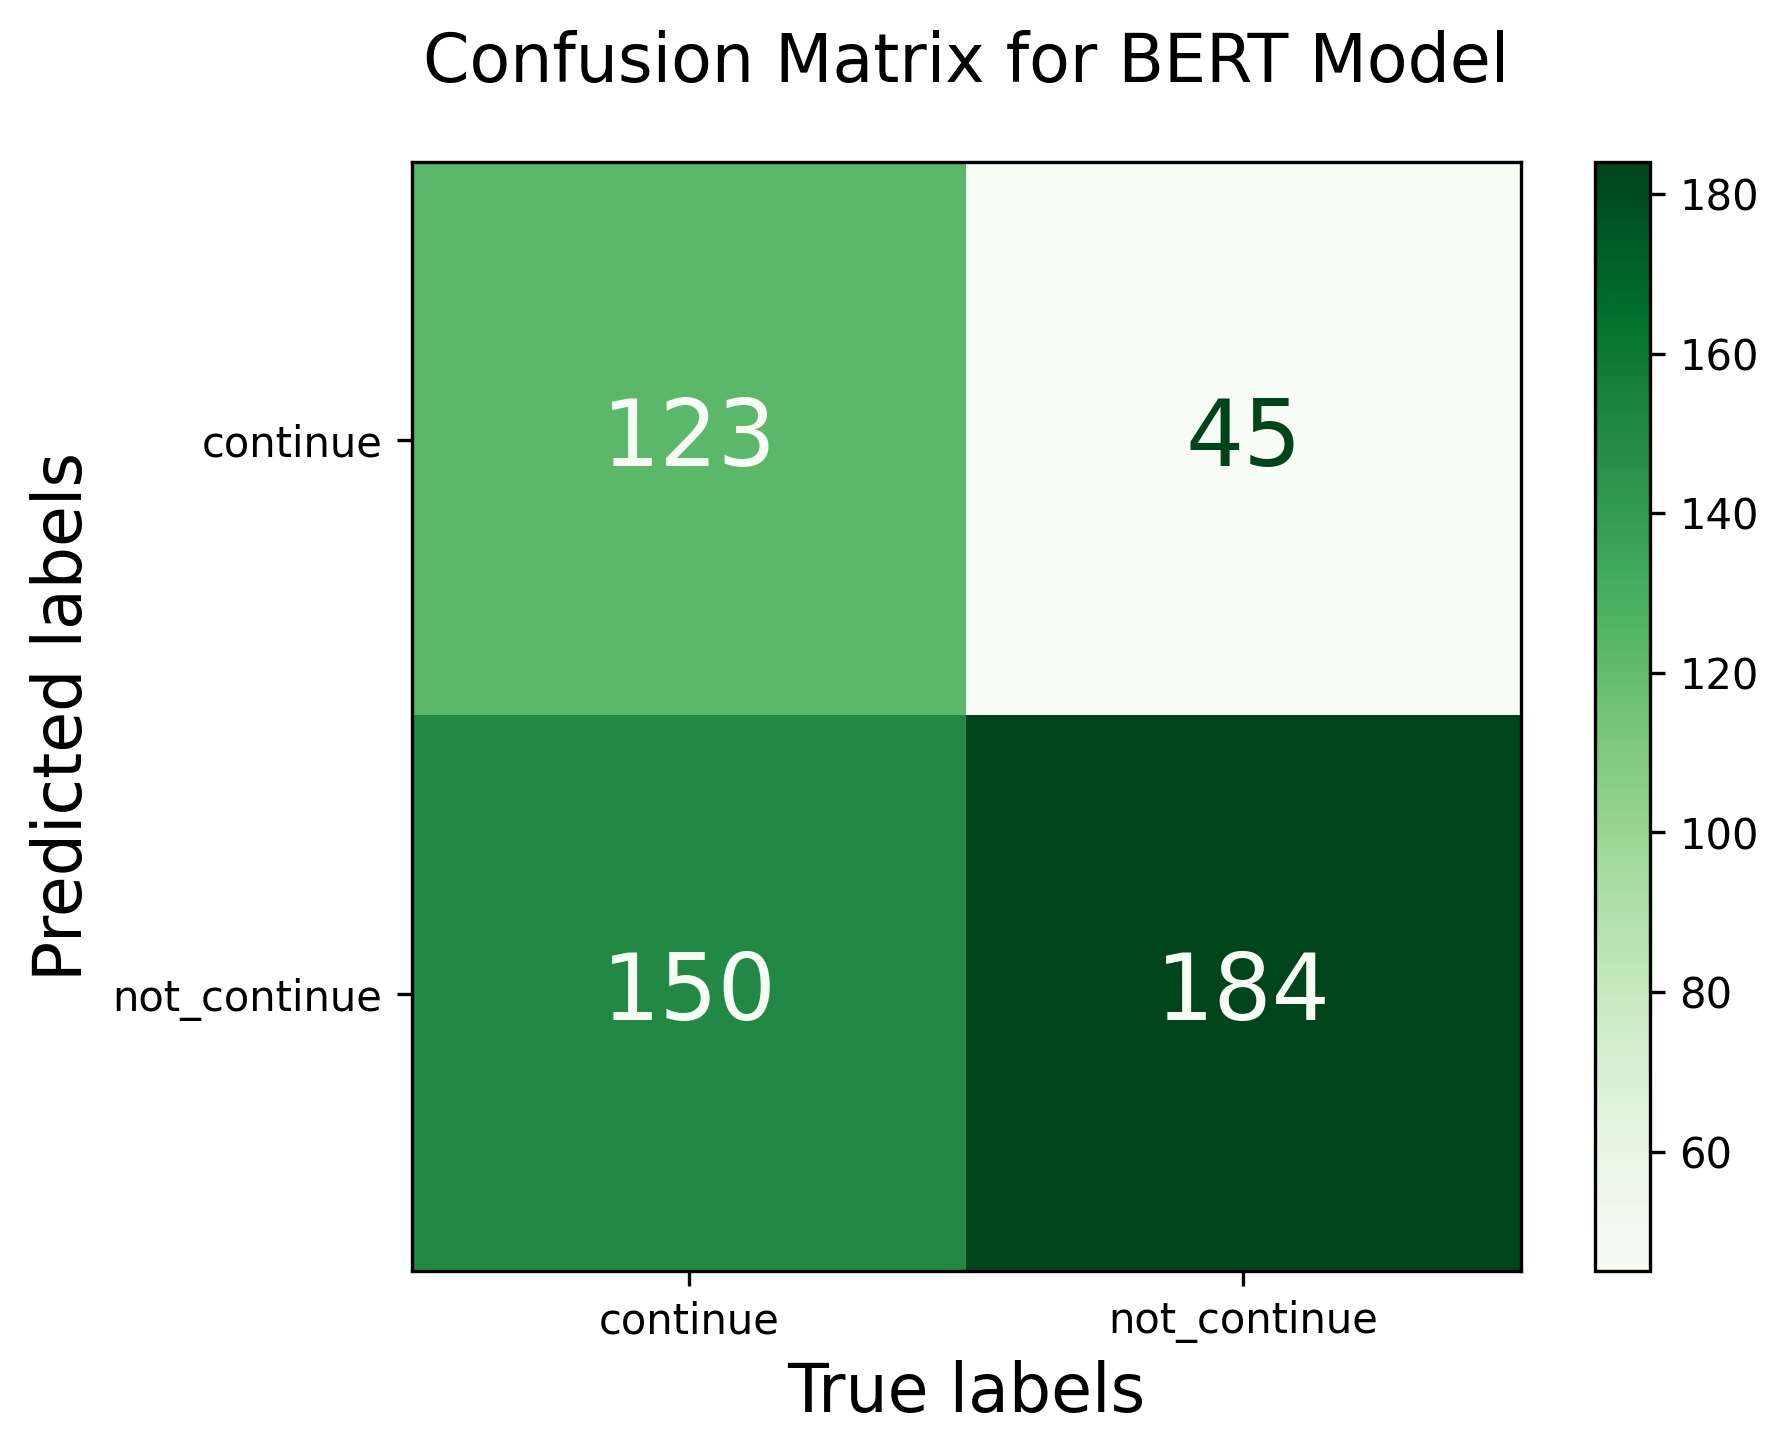 Confusion Matrix for BERT Model
Predicted labels
continue
not_continue
123
45
150
184
continue
not_continue
True labels
180
160
140
120
100
80
60